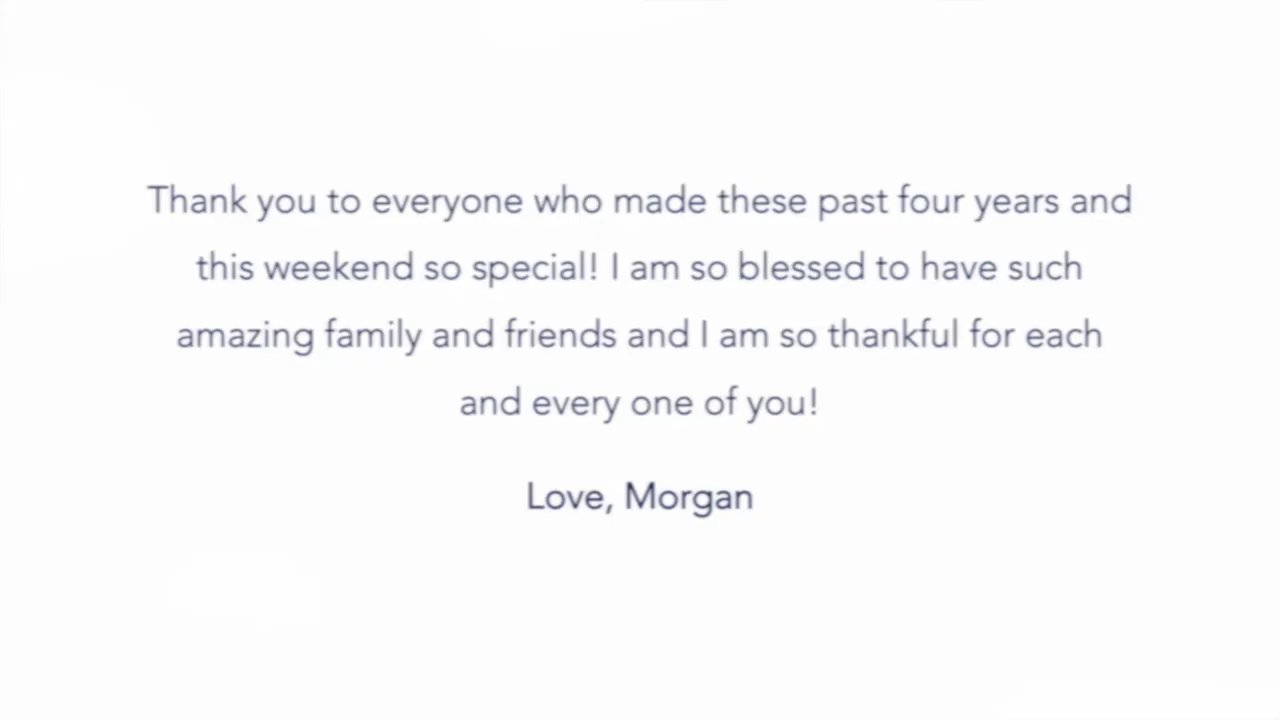 Thank you to everyone who made these past four years and
this weekend so special! I am so blessed to have such
amazing family and friends and I am so thankful for each
and every one of you!
Love, Morgan